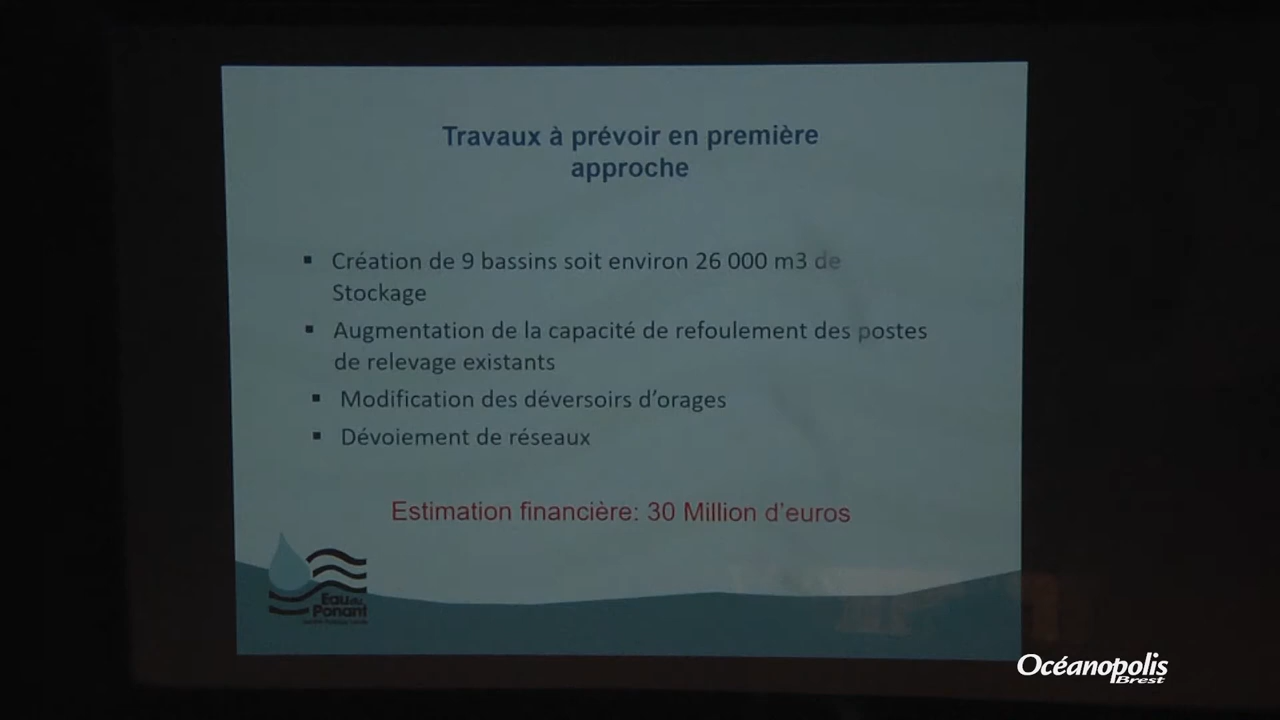 Travaux à prévoir en première
approche
▪ Création de 9 bassins soit environ 26 000 m3 de
Stockage
▪ Augmentation de la capacité de refoulement des postes
de relevage existants
▪ Modification des déversoirs d'orages
▪ Dévoiement de réseaux
Estimation financière: 30 Million d'euros
Eau du
Ponant
Océanopolis
Brest